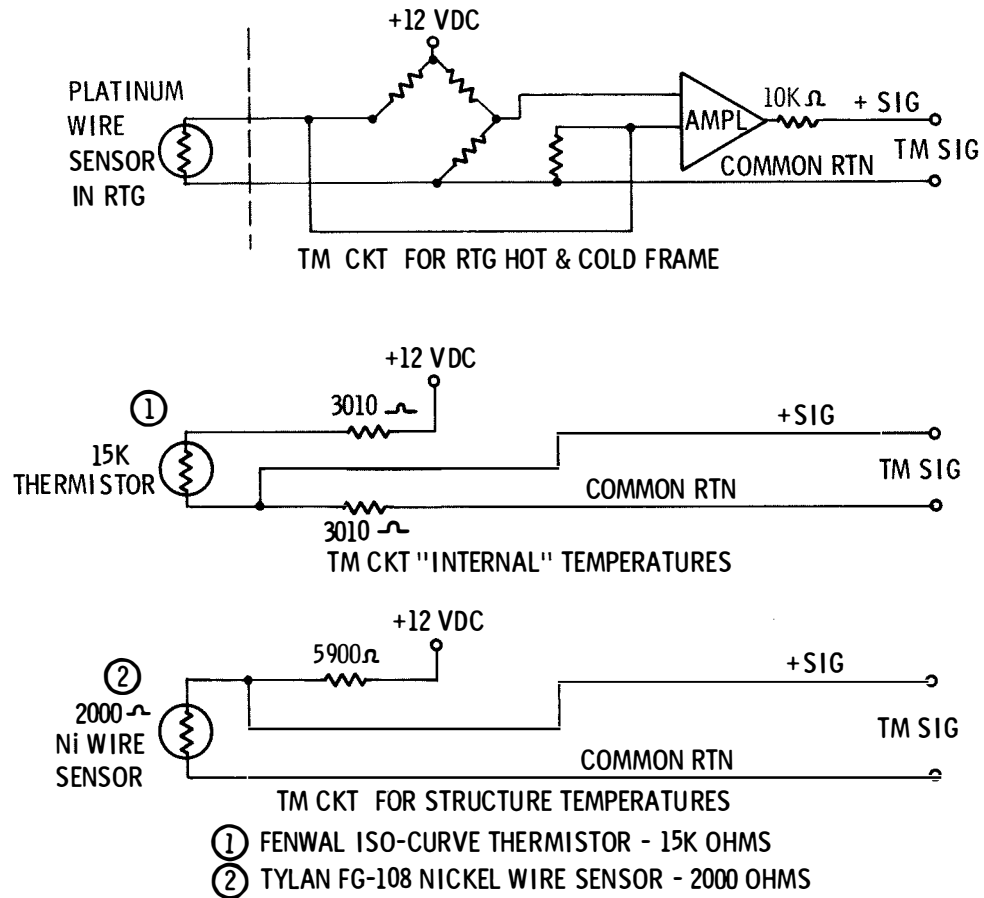 +12 VDC
PLATINUM
WIRE
SENSOR
IN RTG
AMPL
10K Ω
+ SIG
TM SIG
COMMON RTN
TM CKT FOR RTG HOT & COLD FRAME
+12 VDC
1
3010 Ω
+SIG
15K
THERMISTOR
TM SIG
COMMON RTN
3010 Ω
TM CKT "INTERNAL" TEMPERATURES
+12 VDC
5900Ω
+SIG
2
2000 Ω
Ni WIRE
SENSOR
TM SIG
COMMON RTN
TM CKT FOR STRUCTURE TEMPERATURES
1 FENWAL ISO-CURVE THERMISTOR - 15K OHMS
2 TYLAN FG-108 NICKEL WIRE SENSOR - 2000 OHMS